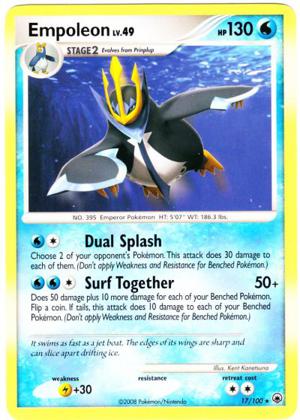 Empoleon LV.49
HP 130
STAGE2 Evolves from Prinplup
NO. 395 Emperor Pokémon HT: 5'07" WT: 186.3 lbs.
Dual Splash
Choose 2 of your opponent's Pokémon. This attack does 30 damage to
each of them. (Don't apply Weakness and Resistance for Benched Pokémon.)
Surf Together 50+
Does 50 damage plus 10 more damage for each of your Benched Pokémon.
Flip a coin. If tails, this attack does 10 damage to each of your Benched
Pokémon. (Don't apply Weakness and Resistance for Benched Pokémon.)
It swims as fast as a jet boat. The edges of its wings are sharp and
can slice apart drifting ice.
Illus. Kent Kanetsuna
weakness resistance retreat cost
+30
©2008 Pokémon/Nintendo
17/100